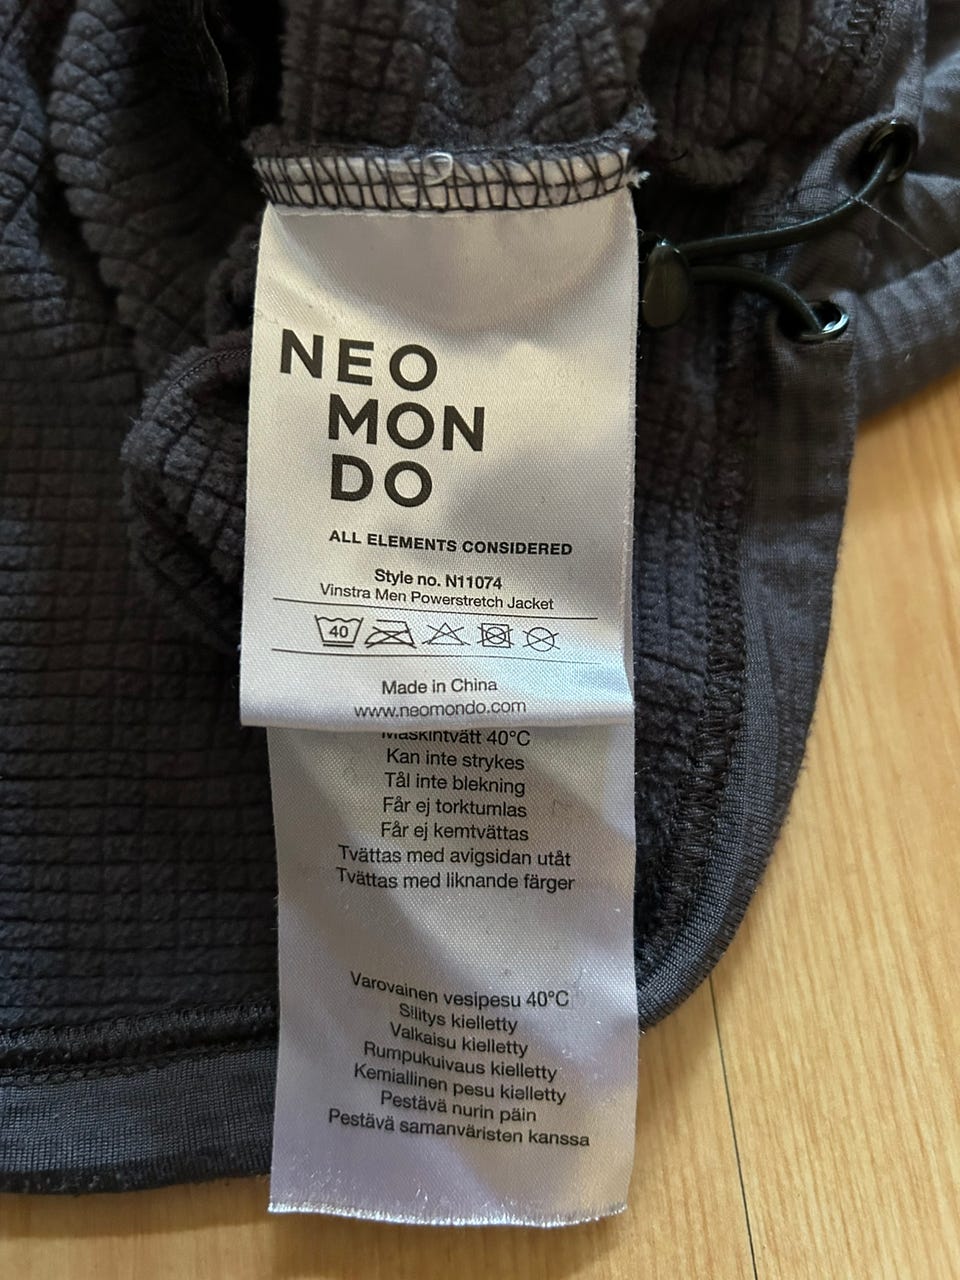 NEO
MON
DO
ALL ELEMENTS CONSIDERED
Style no. N11074
Vinstra Men Powerstretch Jacket
40
Made in China
www.neomondo.com
Maskintvätt 40°C
Kan inte strykes
Tål inte blekning
Får ej torktumlas
Får ej kemtvättas
Tvättas med avigsidan utåt
Tvättas med liknande färger
Varovainen vesipesu 40°C
Silitys kielletty
Valkaisu kielletty
Rumpukuivaus kielletty
Kemiallinen pesu kielletty
Pestävä nurin päin
Pestävä samanväristen kanssa